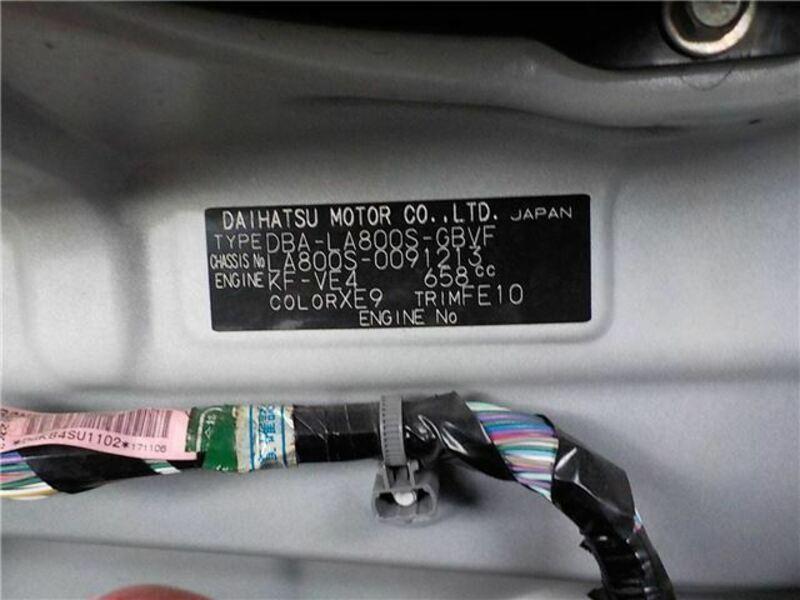 DAIHATSU MOTOR CO.,LTD. JAPAN
TYPE DBA-LA800S-GBVF
CHASSIS No LA800S-0091213
ENGINE KF-VE4 658cc
COLOR XE9 TRIM FE10
ENGINE No
171106